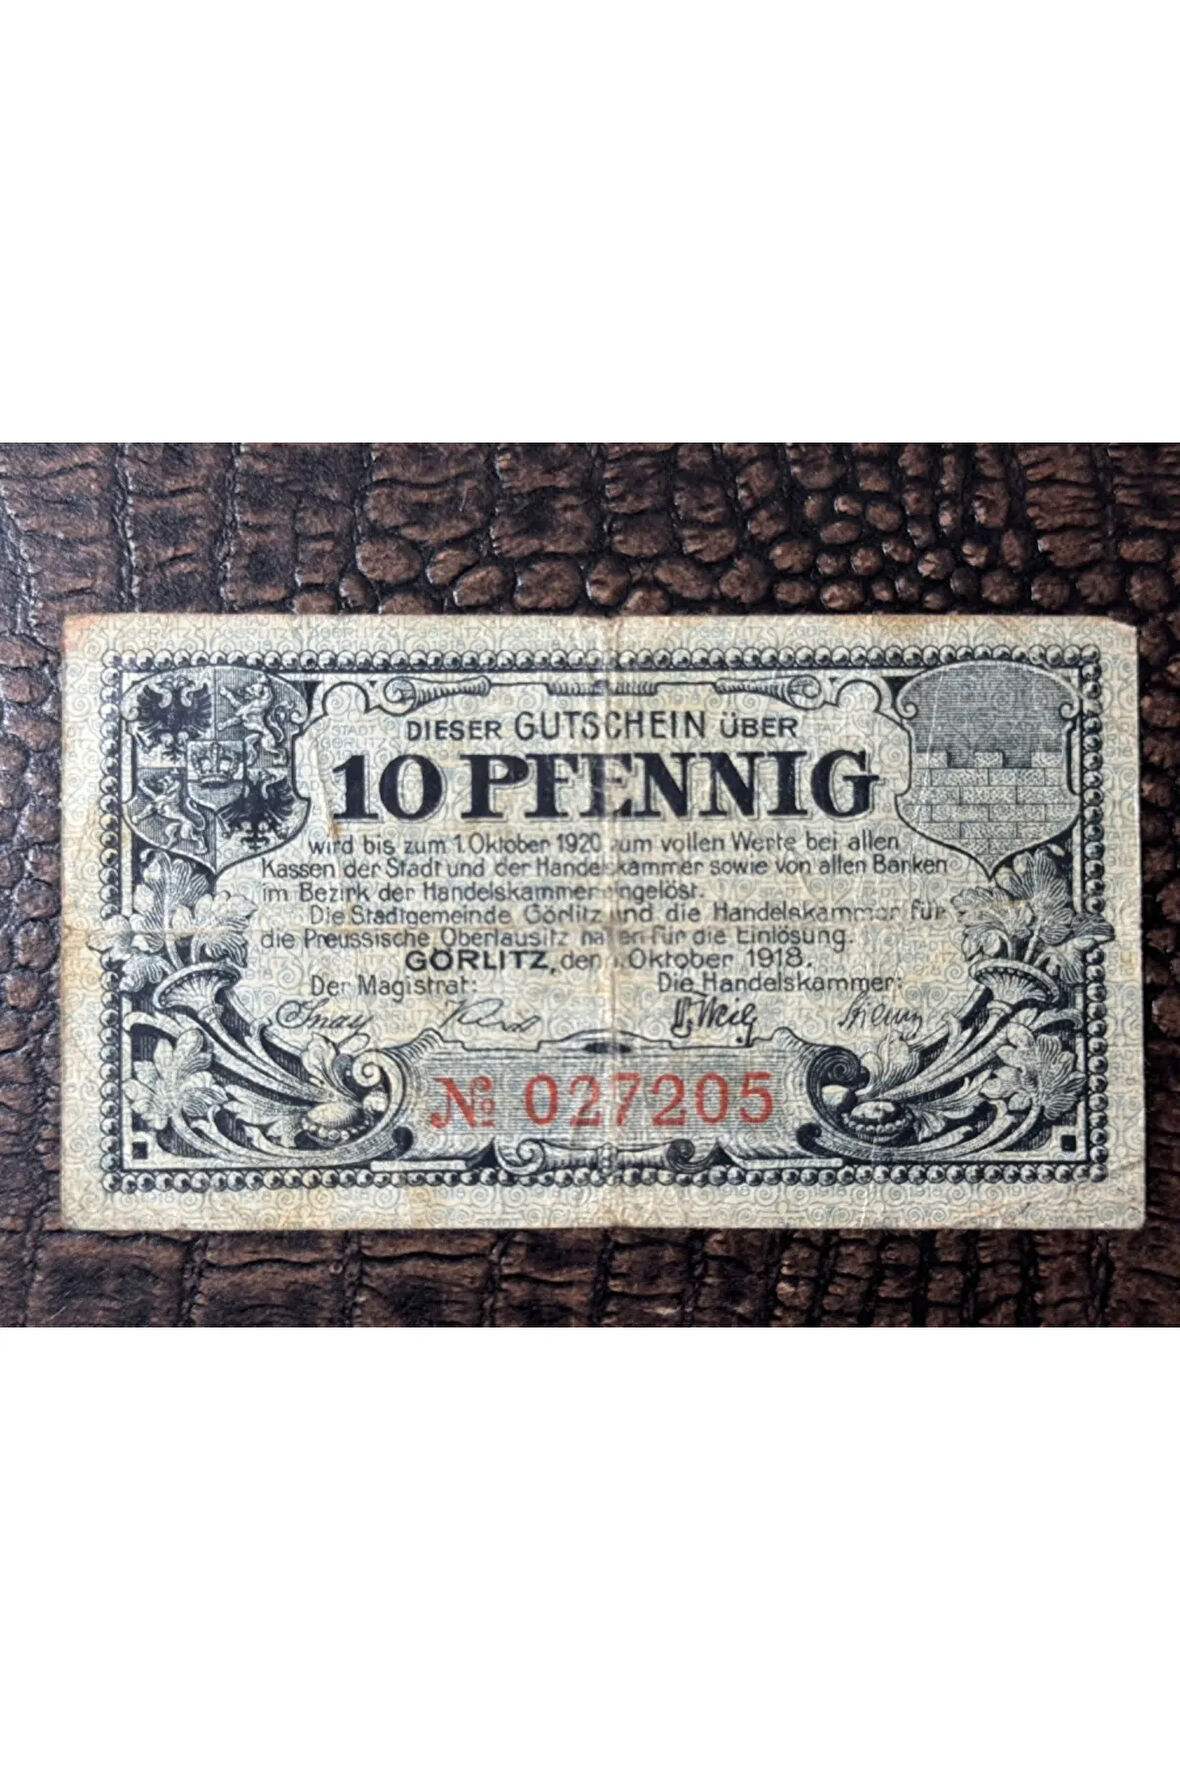 DIESER GUTSCHEIN ÜBER
10 PFENNIG
wird bis zum 1. Oktober 1920 zum vollen Werte bei allen
Kassen der Stadt und der Handelskammer sowie von allen Banken
im Bezirk der Handelskammer eingelöst.
Die Stadtgemeinde Görlitz und die Handelskammer für
die Preussische Oberlausitz haften für die Einlösung.
GÖRLITZ, den 1. Oktober 1918.
Der Magistrat: Die Handelskammer:
№ 027205